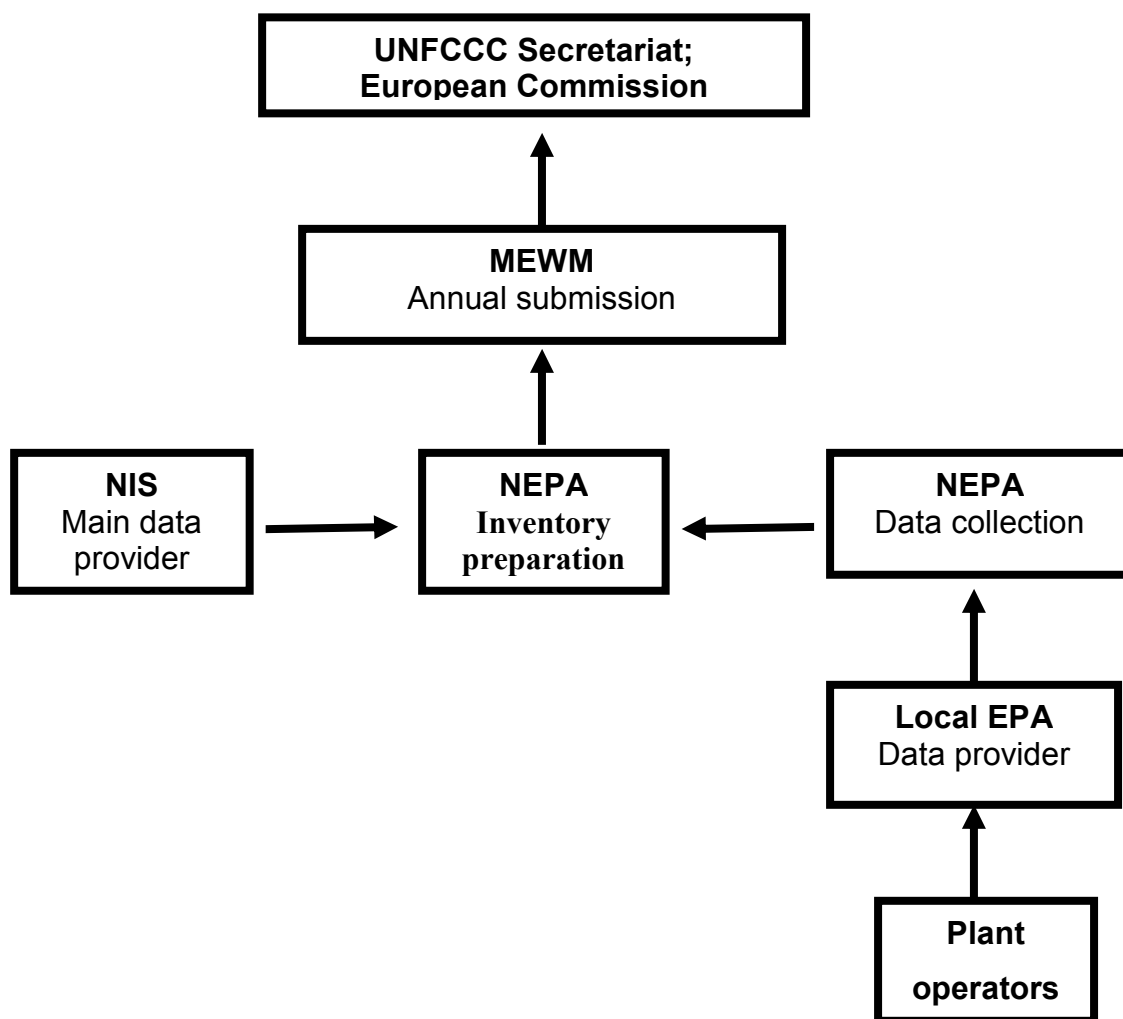 UNFCCC Secretariat;
European Commission
MEWM
Annual submission
NIS
Main data
provider
NEPA
Inventory
preparation
NEPA
Data collection
Local EPA
Data provider
Plant
operators